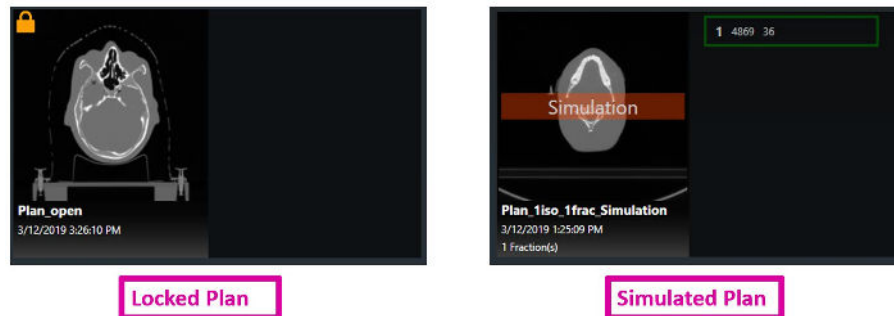 Plan_open
3/12/2019 3:26:10 PM
Locked Plan
Simulation
1 4869 36
Plan_1iso_1frac_Simulation
3/12/2019 1:25:09 PM
1 Fraction(s)
Simulated Plan